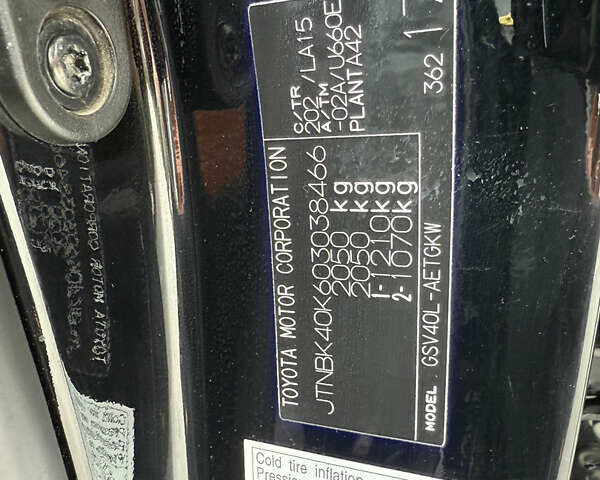 TOYOTA MOTOR CORPORATION
JTNBK40K603038466
2050 kg
2050 kg
1-1210kg
2-1070kg
MODEL GSV40L-AETGKW
C/TR
202 /LA15
A/TM
-02A/U660E
PLANT A42
362 17
Cold tire inflation